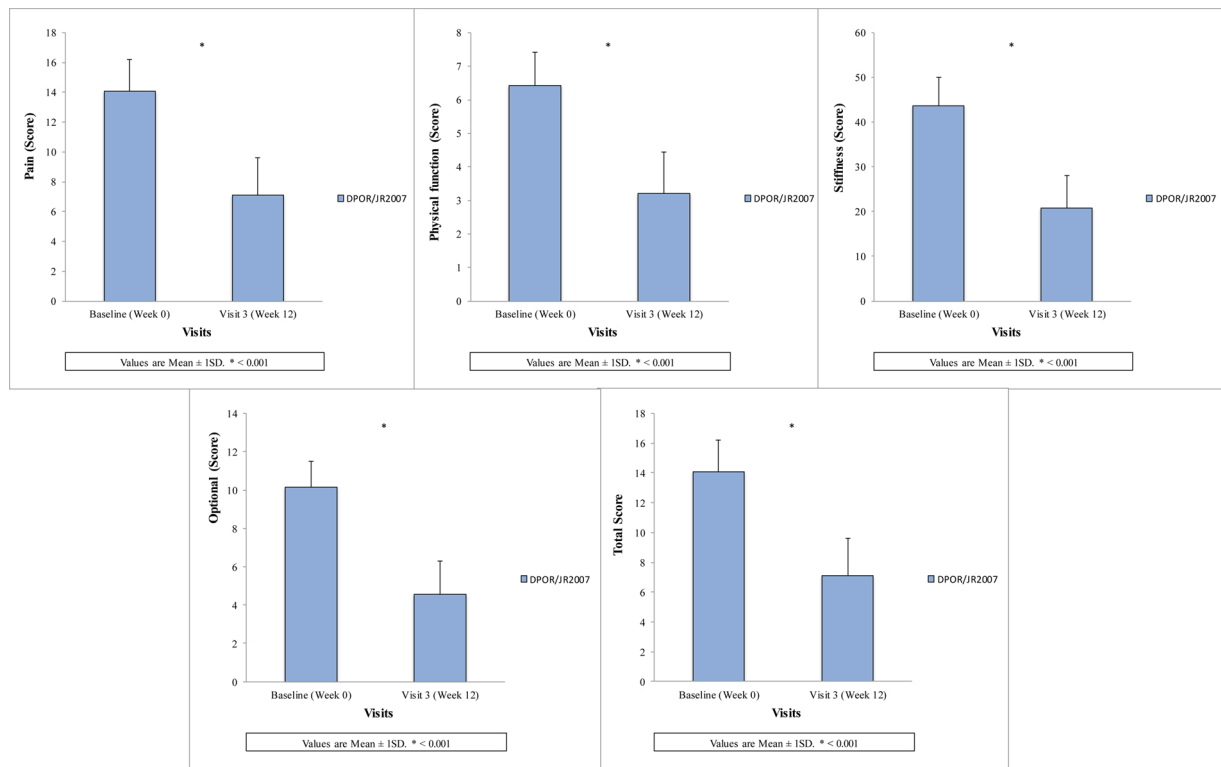 18
16
14
12
10
8
6
4
2
0
Pain (Score)
*
Baseline (Week 0) Visit 3 (Week 12)
Visits
DPOR/JR2007
Values are Mean ± 1SD. * < 0.001
8
7
6
5
4
3
2
1
0
Physical function (Score)
*
Baseline (Week 0) Visit 3 (Week 12)
Visits
DPOR/JR2007
Values are Mean ± 1SD. * < 0.001
60
50
40
30
20
10
0
Stiffness (Score)
*
Baseline (Week 0) Visit 3 (Week 12)
Visits
DPOR/JR2007
Values are Mean ± 1SD. * < 0.001
14
12
10
8
6
4
2
0
Optional (Score)
*
Baseline (Week 0) Visit 3 (Week 12)
Visits
DPOR/JR2007
Values are Mean ± 1SD. * < 0.001
18
16
14
12
10
8
6
4
2
0
Total Score
*
Baseline (Week 0) Visit 3 (Week 12)
Visits
DPOR/JR2007
Values are Mean ± 1SD. * < 0.001